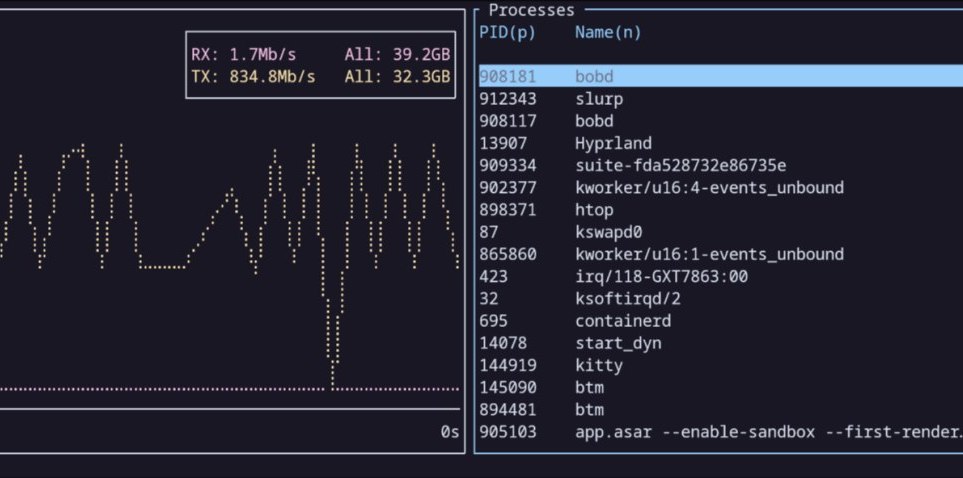 RX: 1.7Mb/s All: 39.2GB
TX: 834.8Mb/s All: 32.3GB
0s
Processes
PID(p) Name(n)
908181 bobd
912343 slurp
908117 bobd
13907 Hyprland
909334 suite-fda528732e86735e
902377 kworker/u16:4-events_unbound
898371 htop
87 kswapd0
865860 kworker/u16:1-events_unbound
423 irq/118-GXT7863:00
32 ksoftirqd/2
695 containerd
14078 start_dyn
144919 kitty
145090 btm
894481 btm
905103 app.asar --enable-sandbox --first-render…